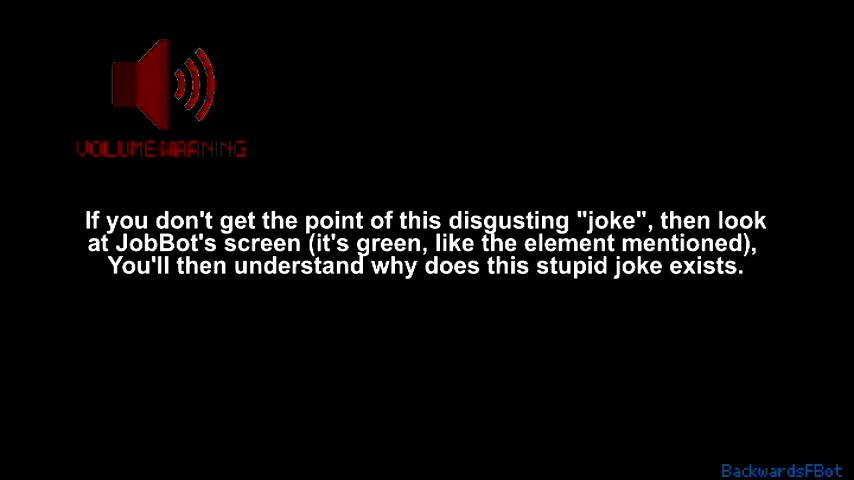 VOLUME WARNING
If you don't get the point of this disgusting "joke", then look
at JobBot's screen (it's green, like the element mentioned),
You'll then understand why does this stupid joke exists.
BackwardsFBot